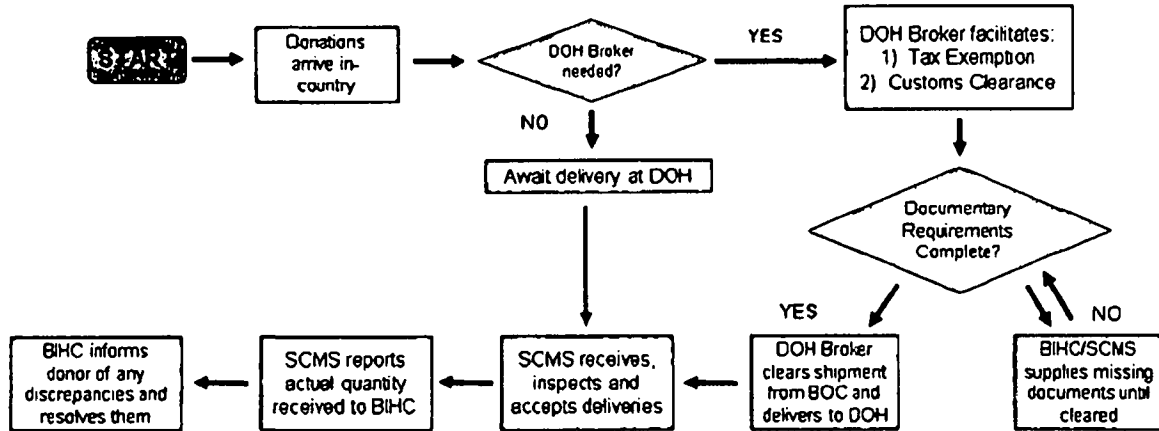 START
Donations
arrive in-
country
DOH Broker
needed?
YES
DOH Broker facilitates:
1) Tax Exemption
2) Customs Clearance
NO
Await delivery at DOH
Documentary
Requirements
Complete?
YES
NO
BIHC informs
donor of any
discrepancies and
resolves them
SCMS reports
actual quantity
received to BIHC
SCMS receives,
inspects and
accepts deliveries
DOH Broker
clears shipment
from BOC and
delivers to DOH
BIHC/SCMS
supplies missing
documents until
cleared